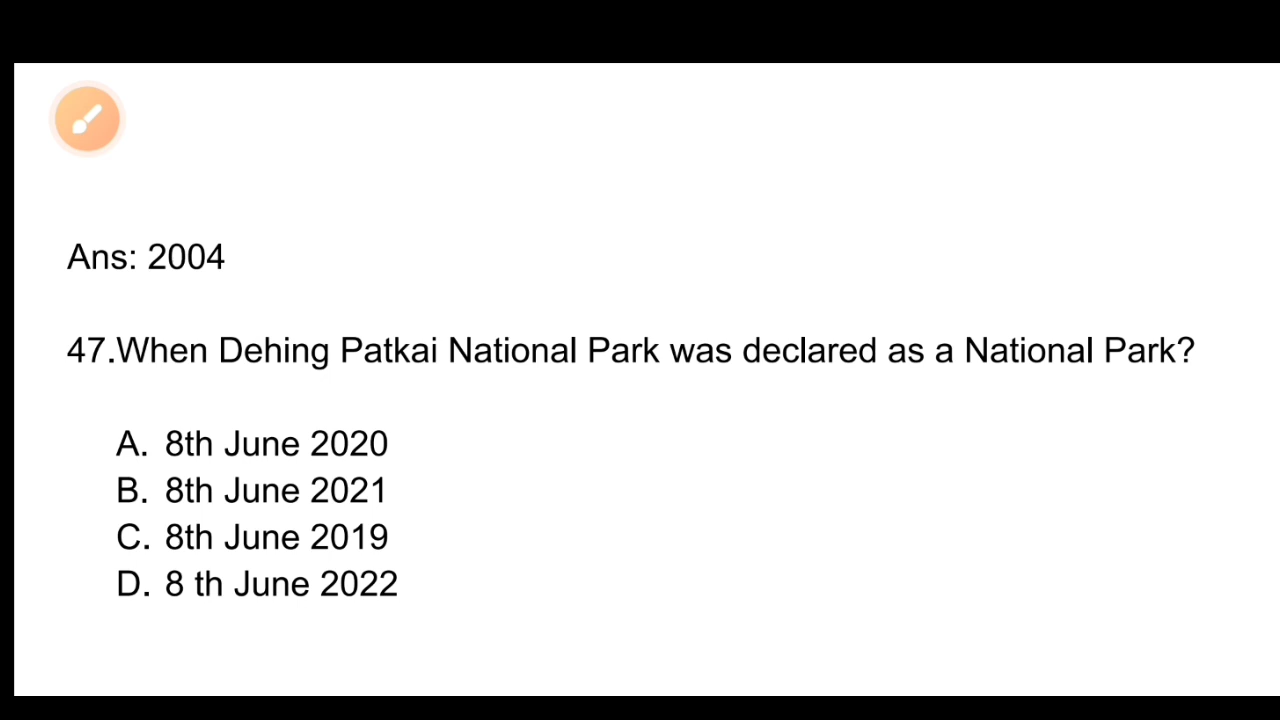 Ans: 2004
47.When Dehing Patkai National Park was declared as a National Park?
A. 8th June 2020
B. 8th June 2021
C. 8th June 2019
D. 8 th June 2022